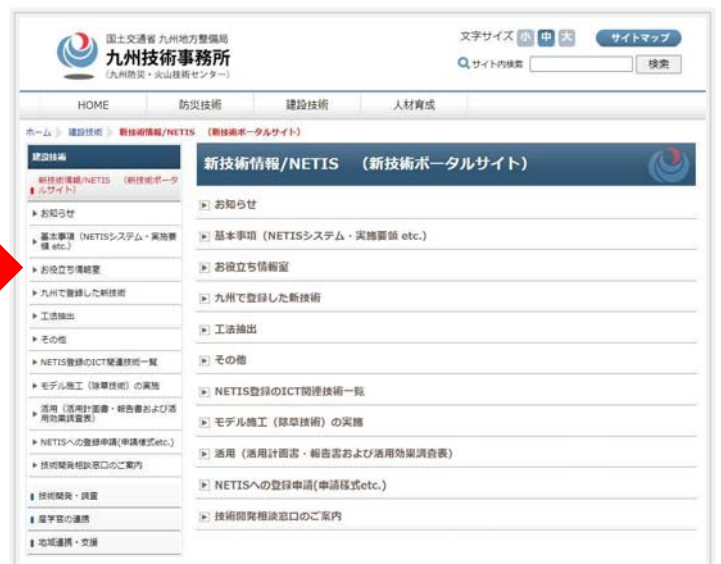 国土交通省 九州地方整備局
九州技術事務所
(九州防災・火山技術センター)
文字サイズ 小 中 大 サイトマップ
サイト内検索 検索
HOME 防災技術 建設技術 人材育成
ホーム 建設技術 新技術情報/NETIS (新技術ポータルサイト)
建設技術
新技術情報/NETIS (新技術ポータ
ルサイト)
お知らせ
基本事項(NETISシステム・実施要
領 etc.)
お役立ち情報室
九州で登録した新技術
工法抽出
その他
NETIS登録のICT関連技術一覧
モデル施工(除草技術)の実施
活用(活用計画書・報告書および活
用効果調査表)
NETISへの登録申請(申請様式etc.)
技術開発相談窓口のご案内
技術開発・調査
産学官の連携
地域連携・支援
新技術情報/NETIS (新技術ポータルサイト)
お知らせ
基本事項(NETISシステム・実施要領 etc.)
お役立ち情報室
九州で登録した新技術
工法抽出
その他
NETIS登録のICT関連技術一覧
モデル施工(除草技術)の実施
活用(活用計画書・報告書および活用効果調査表)
NETISへの登録申請(申請様式etc.)
技術開発相談窓口のご案内